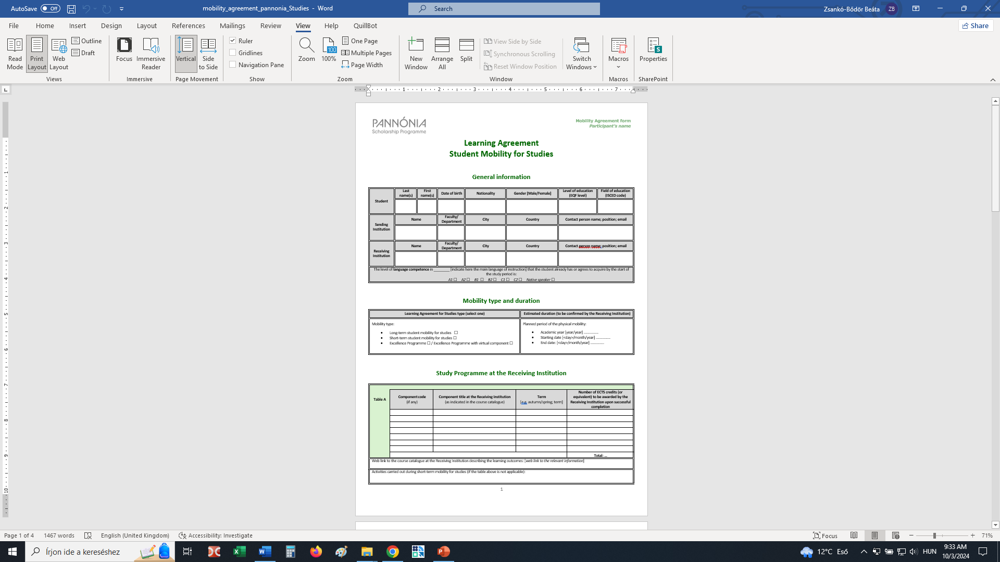 AutoSave Off mobility_agreement_pannonia_Studies - Word Search Zsankó-Bödör Beáta ZB
File Home Insert Design Layout References Mailings Review View Help QuillBot Share
Read Mode
Print Layout
Web Layout
Outline
Draft
Views
Focus
Immersive Reader
Immersive
Vertical
Side to Side
Page Movement
Ruler
Gridlines
Navigation Pane
Show
Zoom
100
100%
One Page
Multiple Pages
Page Width
Zoom
New Window
Arrange All
Split
View Side by Side
Synchronous Scrolling
Reset Window Position
Switch Windows
Window
Macros
Macros
Properties
SharePoint
1 2 3 4 5 6 7
1
2
3
4
5
6
7
8
9
10
PANNÓNIA
Scholarship Programme
Mobility Agreement form
Participant's name
Learning Agreement
Student Mobility for Studies
General information
Student
Last name(s)
First name(s)
Date of birth
Nationality
Gender [Male/Female]
Level of education (EQF level)
Field of education (ISCED code)
Sending Institution
Name
Faculty/ Department
City
Country
Contact person name; position; email
Receiving Institution
Name
Faculty/ Department
City
Country
Contact person name; position; email
The level of language competence in ________ [indicate here the main language of instruction] that the student already has or agrees to acquire by the start of
the study period is:
A1 ☐ A2 ☐ B1 ☐ B2 ☐ C1 ☐ C2 ☐ Native speaker ☐
Mobility type and duration
Learning Agreement for Studies type (select one)
Estimated duration (to be confirmed by the Receiving Institution)
Mobility type:
• Long-term student mobility for studies ☐
• Short-term student mobility for studies ☐
• Excellence Programme ☐ / Excellence Programme with virtual component ☐
Planned period of the physical mobility:
• Academic year [year/year] ...............
• Starting date [<day>/month/year] ...............
• End date: [<day>/month/year] ..............
Study Programme at the Receiving Institution
Table A
Component code
(if any)
Component title at the Receiving Institution
(as indicated in the course catalogue)
Term
[e.g. autumn/spring; term]
Number of ECTS credits (or
equivalent) to be awarded by the
Receiving Institution upon successful
completion
Total: ...
Web link to the course catalogue at the Receiving Institution describing the learning outcomes: [web link to the relevant information]
Activities carried out during short-term mobility for studies (if the table above is not applicable):
1
Page 1 of 4 1467 words English (United Kingdom) Accessibility: Investigate Focus 71%
Írjon ide a kereséshez 12°C Eső HUN 9:33 AM
10/3/2024